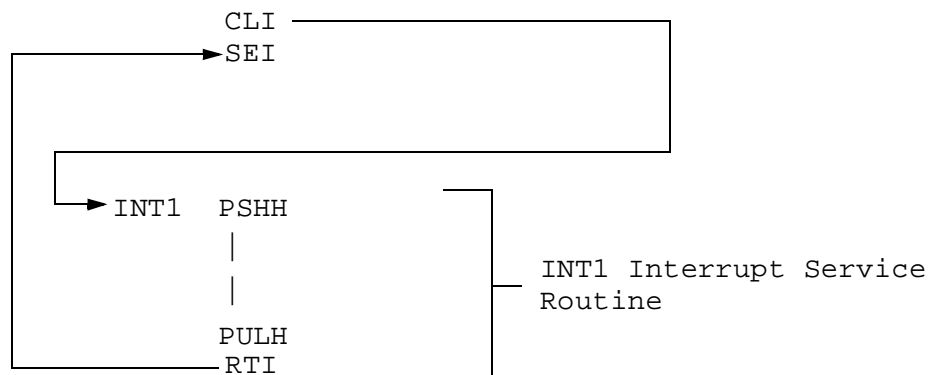 CLI
SEI
INT1 PSHH
|
|
INT1 Interrupt Service
Routine
PULH
RTI